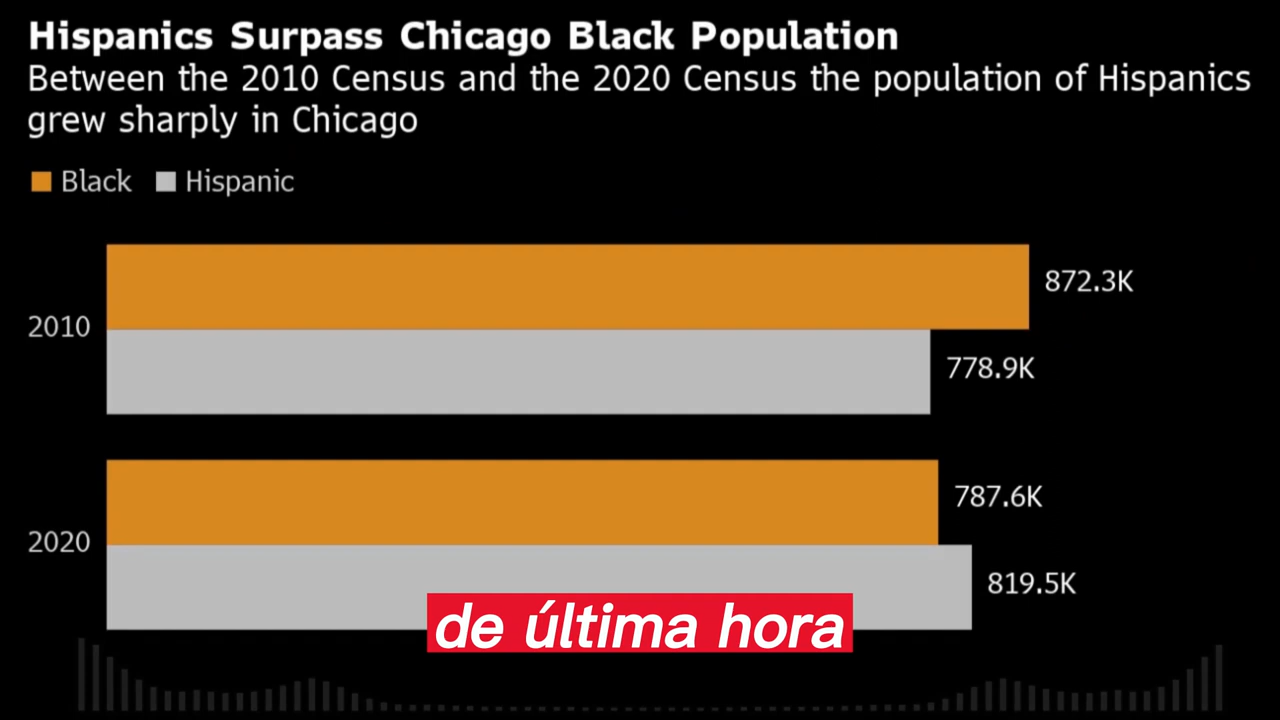 Hispanics Surpass Chicago Black Population
Between the 2010 Census and the 2020 Census the population of Hispanics
grew sharply in Chicago
Black Hispanic
872.3K
2010
778.9K
787.6K
2020
819.5K
de última hora